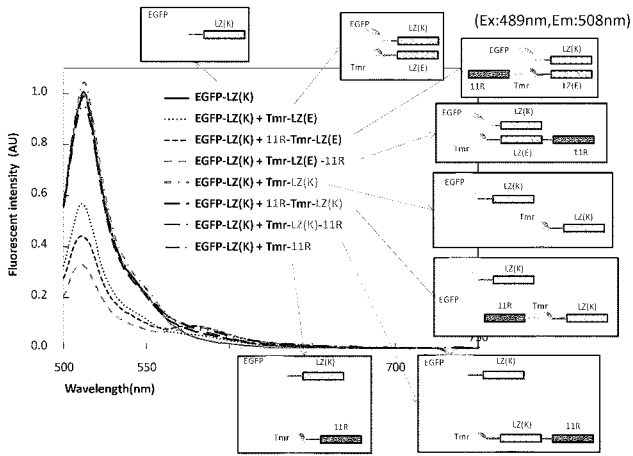 (Ex:489nm,Em:508nm)
EGFP LZ(K)
EGFP LZ(K)
Tmr LZ(E)
EGFP LZ(K)
11R Tmr LZ(E)
EGFP LZ(K)
Tmr LZ(E) 11R
EGFP LZ(K)
Tmr LZ(K)
EGFP LZ(K)
11R Tmr LZ(K)
EGFP LZ(K)
Tmr LZ(K) 11R
EGFP LZ(K)
Tmr 11R
EGFP-LZ(K)
EGFP-LZ(K) + Tmr-LZ(E)
EGFP-LZ(K) + 11R-Tmr-LZ(E)
EGFP-LZ(K) + Tmr-LZ(E) -11R
EGFP-LZ(K) + Tmr-LZ(K)
EGFP-LZ(K) + 11R-Tmr-LZ(K)
EGFP-LZ(K) + Tmr-LZ(K)-11R
EGFP-LZ(K) + Tmr-11R
Fluorescent intensity (AU)
1.0
0.8
0.6
0.4
0.2
0.0
500 550 700 750
Wavelength(nm)